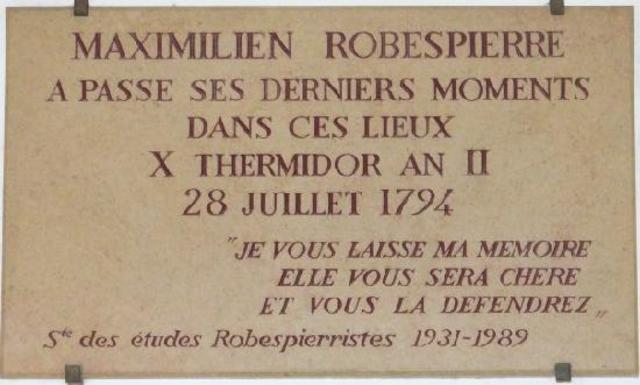 MAXIMILIEN ROBESPIERRE
A PASSE SES DERNIERS MOMENTS
DANS CES LIEUX
X THERMIDOR AN II
28 JUILLET 1794
"JE VOUS LAISSE MA MEMOIRE
ELLE VOUS SERA CHERE
ET VOUS LA DEFENDREZ"
Sté des études Robespierristes 1931-1989